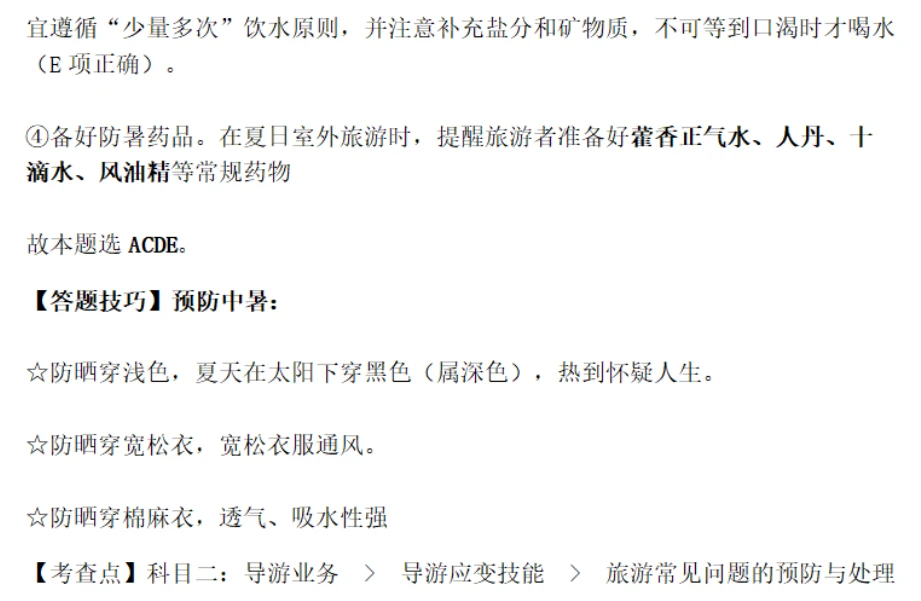 宜遵循“少量多次”饮水原则，并注意补充盐分和矿物质，不可等到口渴时才喝水
（E 项正确）。
④备好防暑药品。在夏日室外旅游时，提醒旅游者准备好藿香正气水、人丹、十
滴水、风油精等常规药物
故本题选 ACDE。
【答题技巧】预防中暑：
☆防晒穿浅色，夏天在太阳下穿黑色（属深色），热到怀疑人生。
☆防晒穿宽松衣，宽松衣服通风。
☆防晒穿棉麻衣，透气、吸水性强
【考查点】科目二：导游业务 > 导游应变技能 > 旅游常见问题的预防与处理